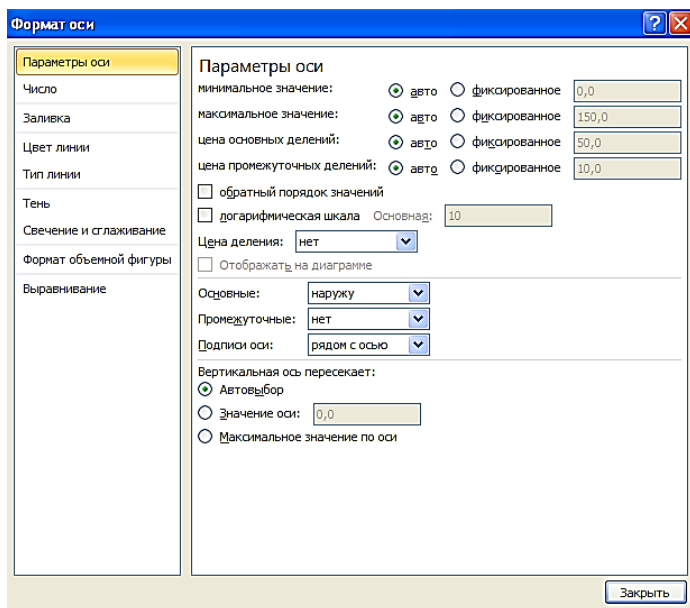 Формат оси
Параметры оси
Число
Заливка
Цвет линии
Тип линии
Тень
Свечение и сглаживание
Формат объемной фигуры
Выравнивание
Параметры оси
минимальное значение: авто фиксированное 0,0
максимальное значение: авто фиксированное 150,0
цена основных делений: авто фиксированное 50,0
цена промежуточных делений: авто фиксированное 10,0
обратный порядок значений
логарифмическая шкала Основная: 10
Цена деления: нет
Отображать на диаграмме
Основные: наружу
Промежуточные: нет
Подписи оси: рядом с осью
Вертикальная ось пересекает:
Автовыбор
Значение оси: 0,0
Максимальное значение по оси
Закрыть